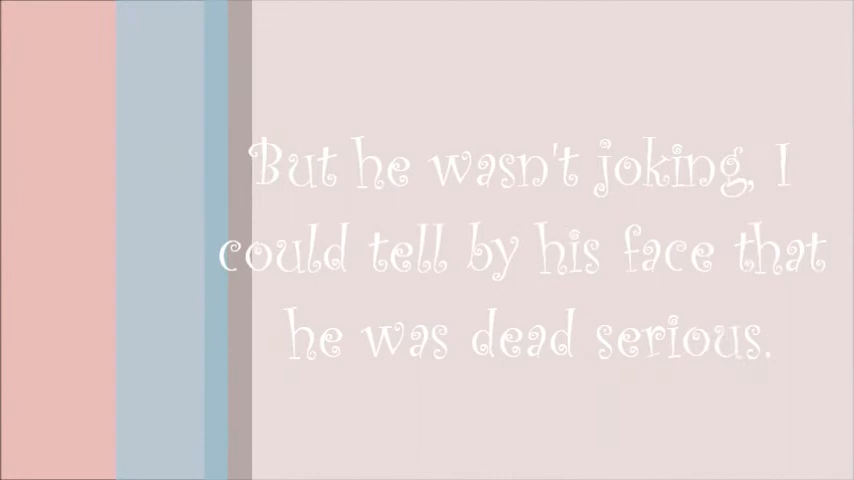 But he wasn't joking, I
could tell by his face that
he was dead serious.